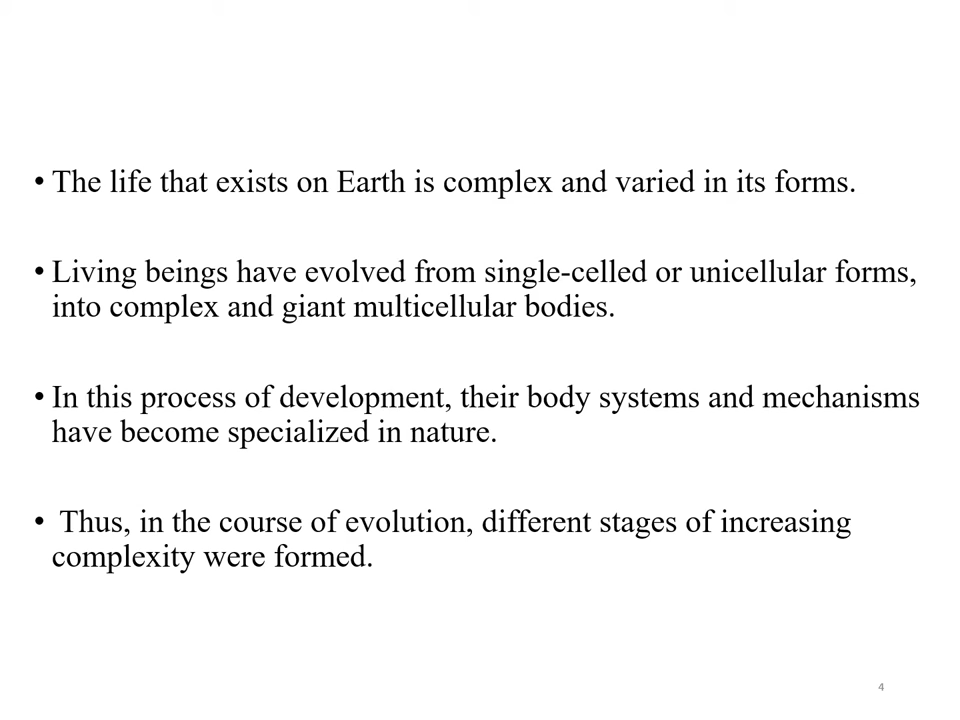 • The life that exists on Earth is complex and varied in its forms.
• Living beings have evolved from single-celled or unicellular forms,
into complex and giant multicellular bodies.
• In this process of development, their body systems and mechanisms
have become specialized in nature.
• Thus, in the course of evolution, different stages of increasing
complexity were formed.
4